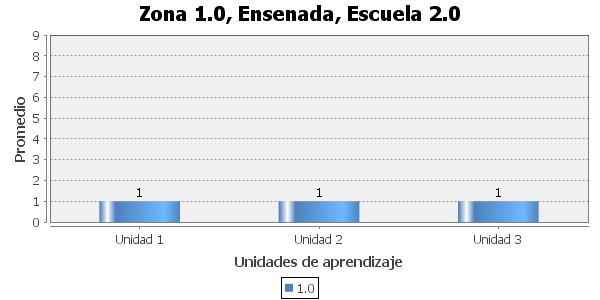 Zona 1.0, Ensenada, Escuela 2.0
Promedio
9
8
7
6
5
4
3
2
1
0
1
1
1
Unidad 1
Unidad 2
Unidad 3
Unidades de aprendizaje
1.0